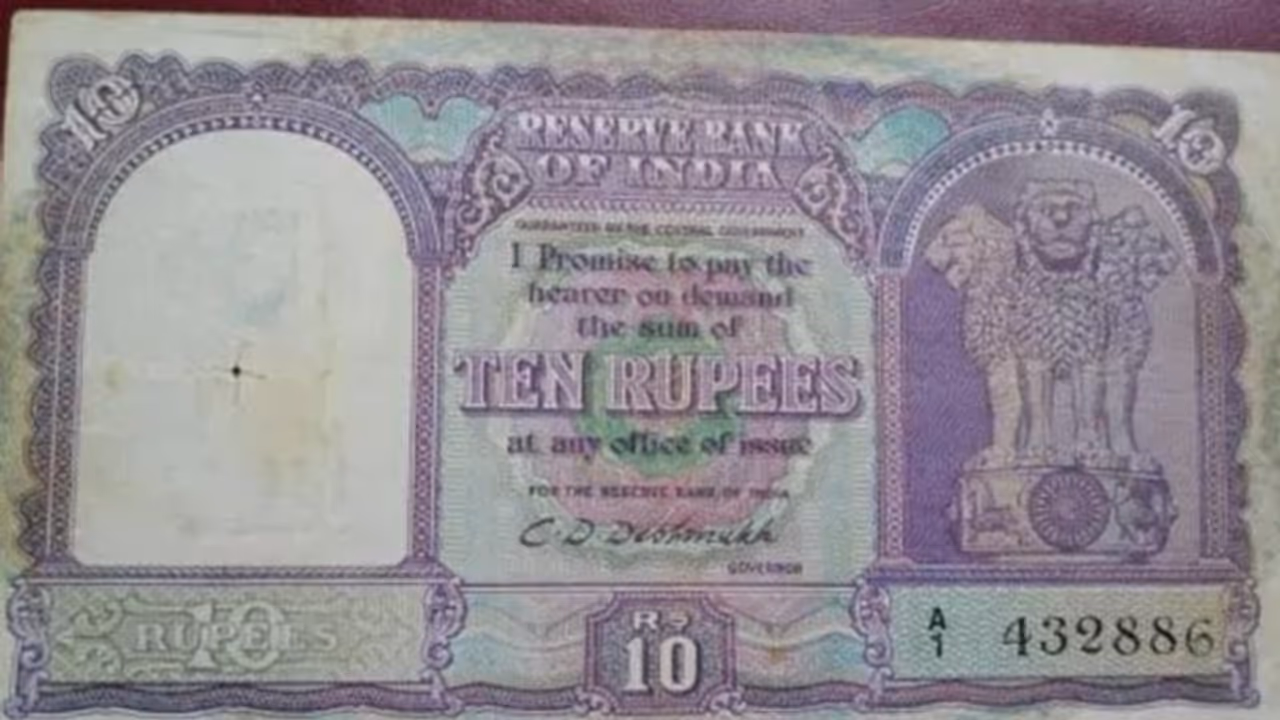 10
10
RESERVE BANK
OF INDIA
GUARANTEED BY THE CENTRAL GOVERNMENT
I Promise to pay the
bearer on demand
the sum of
TEN RUPEES
at any office of issue
FOR THE RESERVE BANK OF INDIA
C. D. Deshmukh
GOVERNOR
RUPEES
10
Rs
10
A
1
432886